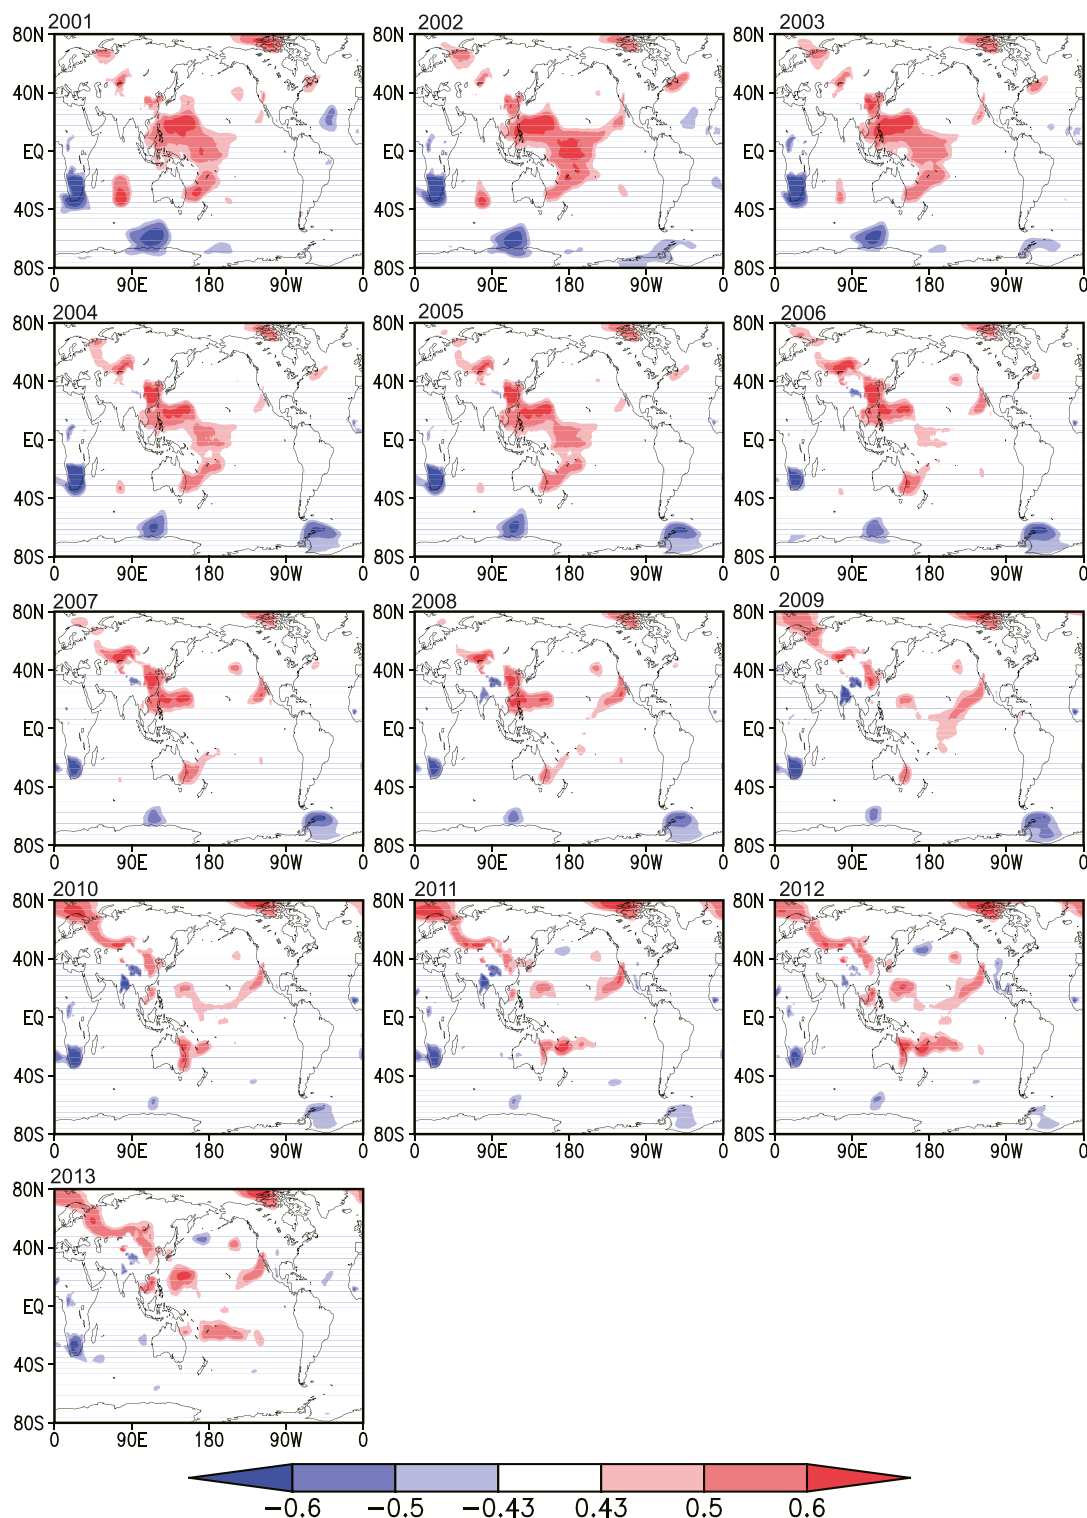 2001 2002 2003
80N 80N 80N
40N 40N 40N
EQ EQ EQ
40S 40S 40S
80S 80S 80S
0 90E 180 90W 0 90E 180 90W 0 90E 180 90W 0
2004 2005 2006
80N 80N 80N
40N 40N 40N
EQ EQ EQ
40S 40S 40S
80S 80S 80S
0 90E 180 90W 0 0 90E 180 90W 0 0 90E 180 90W 0
2007 2008 2009
80N 80N 80N
40N 40N 40N
EQ EQ EQ
40S 40S 40S
80S 80S 80S
0 90E 180 90W 0 0 90E 180 90W 0 0 90E 180 90W 0
2010 2011 2012
80N 80N 80N
40N 40N 40N
EQ EQ EQ
40S 40S 40S
80S 80S 80S
0 90E 180 90W 0 0 90E 180 90W 0 0 90E 180 90W 0
2013
80N
40N
EQ
40S
80S
0 90E 180 90W 0
−0.6 −0.5 −0.43 0.43 0.5 0.6